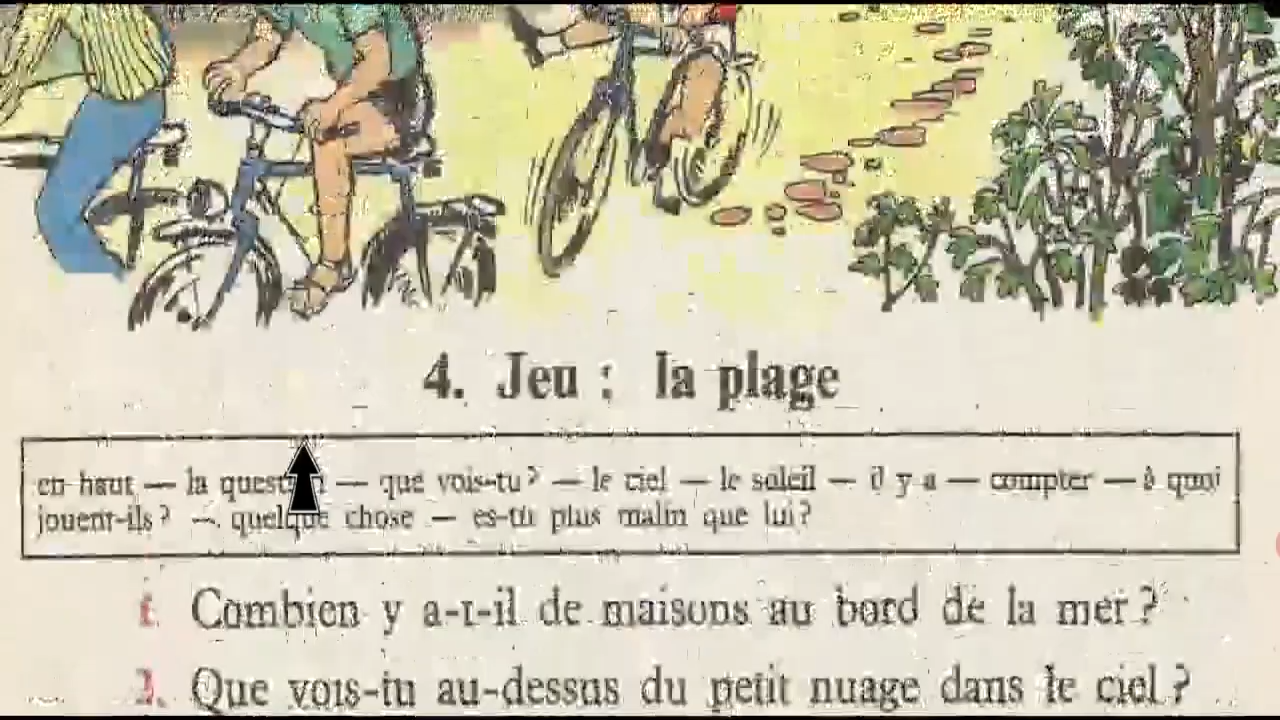 4. Jeu : la plage
en haut — la question — que vois-tu ? — le ciel — le soleil — il y a — compter — à quoi
jouent-ils ? — quelque chose — es-tu plus malin que lui ?
1. Combien y a-t-il de maisons au bord de la mer ?
Que vois-tu au-dessus du petit nuage dans le ciel ?